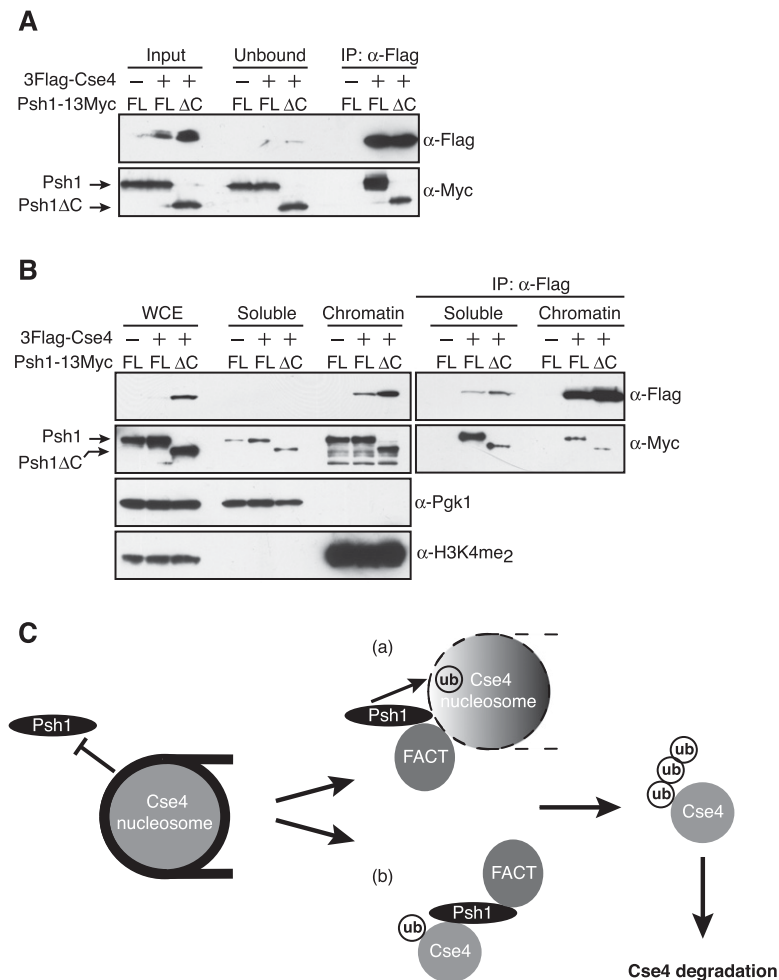 A
Input Unbound IP: α-Flag
3Flag-Cse4 – + + – + + – + +
Psh1-13Myc FL FL ΔC FL FL ΔC FL FL ΔC
α-Flag
Psh1
α-Myc
Psh1ΔC
B
IP: α-Flag
WCE Soluble Chromatin Soluble Chromatin
3Flag-Cse4 – + + – + + – + + – + + – + +
Psh1-13Myc FL FL ΔC FL FL ΔC FL FL ΔC FL FL ΔC FL FL ΔC
α-Flag
Psh1
α-Myc
Psh1ΔC
α-Pgk1
α-H3K4me2
C
(a)
ub Cse4
nucleosome
Psh1
Psh1
FACT
Cse4
nucleosome
ub
ub
ub
Cse4
(b)
FACT
Psh1
ub
Cse4
Cse4 degradation